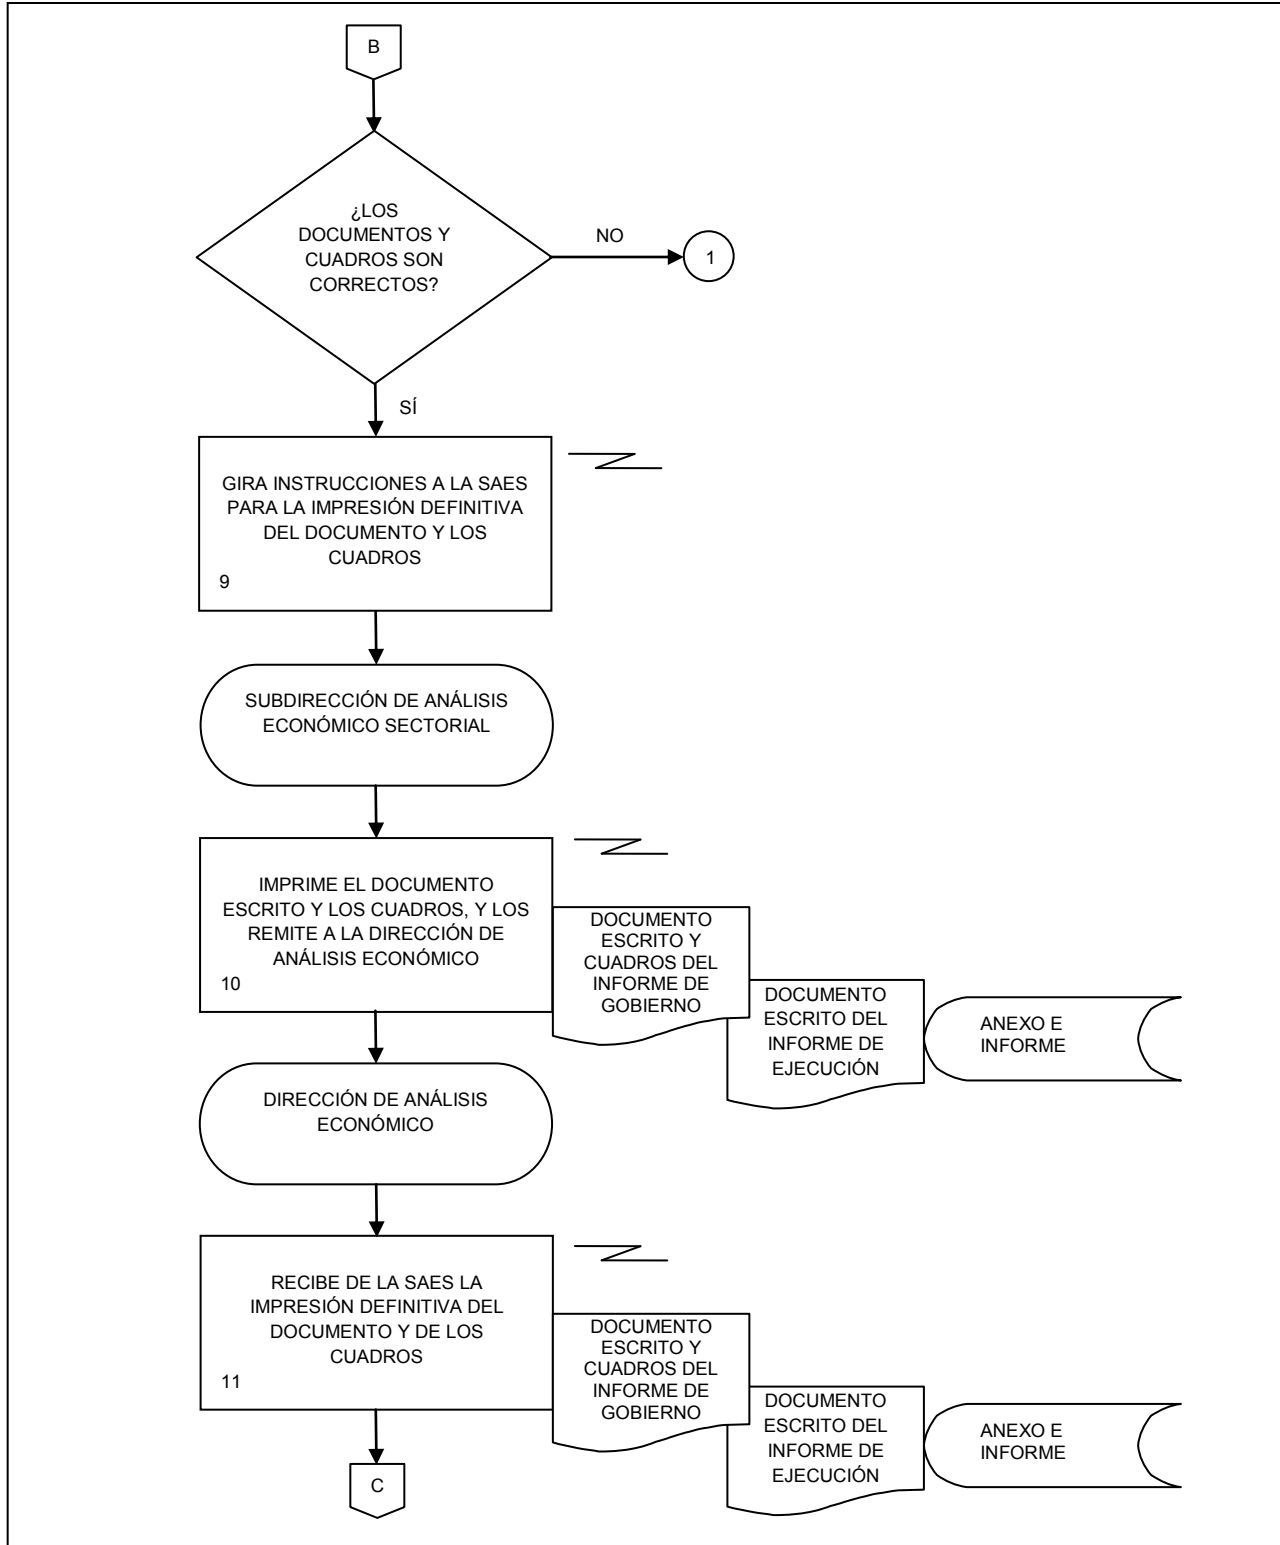 B
¿LOS
DOCUMENTOS Y
CUADROS SON
CORRECTOS?
NO
1
SÍ
GIRA INSTRUCCIONES A LA SAES
PARA LA IMPRESIÓN DEFINITIVA
DEL DOCUMENTO Y LOS
CUADROS
9
SUBDIRECCIÓN DE ANÁLISIS
ECONÓMICO SECTORIAL
IMPRIME EL DOCUMENTO
ESCRITO Y LOS CUADROS, Y LOS
REMITE A LA DIRECCIÓN DE
ANÁLISIS ECONÓMICO
10
DOCUMENTO
ESCRITO Y
CUADROS DEL
INFORME DE
GOBIERNO
DOCUMENTO
ESCRITO DEL
INFORME DE
EJECUCIÓN
ANEXO E
INFORME
DIRECCIÓN DE ANÁLISIS
ECONÓMICO
RECIBE DE LA SAES LA
IMPRESIÓN DEFINITIVA DEL
DOCUMENTO Y DE LOS
CUADROS
11
DOCUMENTO
ESCRITO Y
CUADROS DEL
INFORME DE
GOBIERNO
DOCUMENTO
ESCRITO DEL
INFORME DE
EJECUCIÓN
ANEXO E
INFORME
C